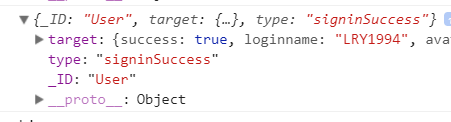 ▼ {_ID: "User", target: {…}, type: "signinSuccess"}
▶ target: {success: true, loginname: "LRY1994", ava
type: "signinSuccess"
_ID: "User"
▶ __proto__: Object